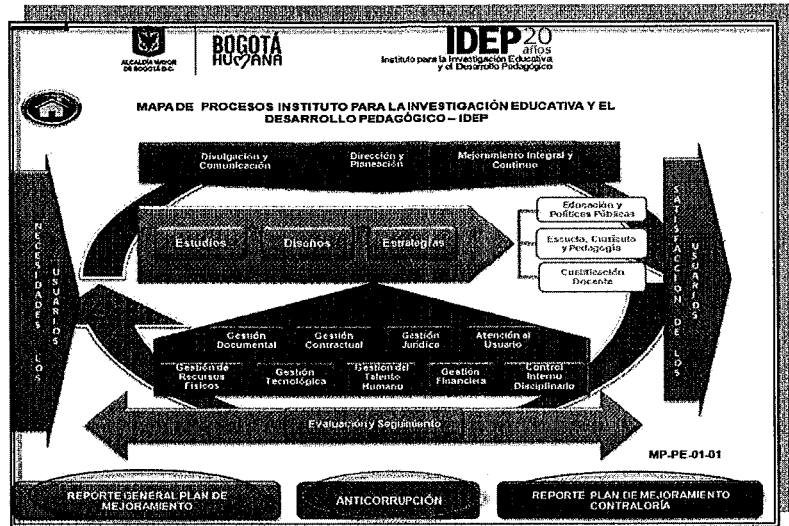 ALCALDÍA MAYOR
DE BOGOTÁ D.C.
BOGOTÁ
HUMANA
IDEP 20
años
Instituto para la Investigación Educativa
y el Desarrollo Pedagógico
MAPA DE PROCESOS INSTITUTO PARA LA INVESTIGACIÓN EDUCATIVA Y EL
DESARROLLO PEDAGÓGICO – IDEP
Divulgación y
Comunicación
Dirección y
Planeación
Mejoramiento Integral y
Continuo
NECESIDADES LOS
USUARIOS
Estudios
Diseños
Estrategias
Educación y
Políticas Públicas
Escuela, Currículo
y Pedagogía
Cualificación
Docente
SATISFACCION DE LOS
USUARIOS
Gestión
Documental
Gestión
Contractual
Gestión
Jurídica
Atención al
Usuario
Gestión de
Recursos
Físicos
Gestión
Tecnológica
Gestión del
Talento
Humano
Gestión
Financiera
Control
Interno
Disciplinario
Evaluación y Seguimiento
MP-PE-01-01
REPORTE GENERAL PLAN DE
MEJORAMIENTO
ANTICORRUPCIÓN
REPORTE PLAN DE MEJORAMIENTO
CONTRALORÍA